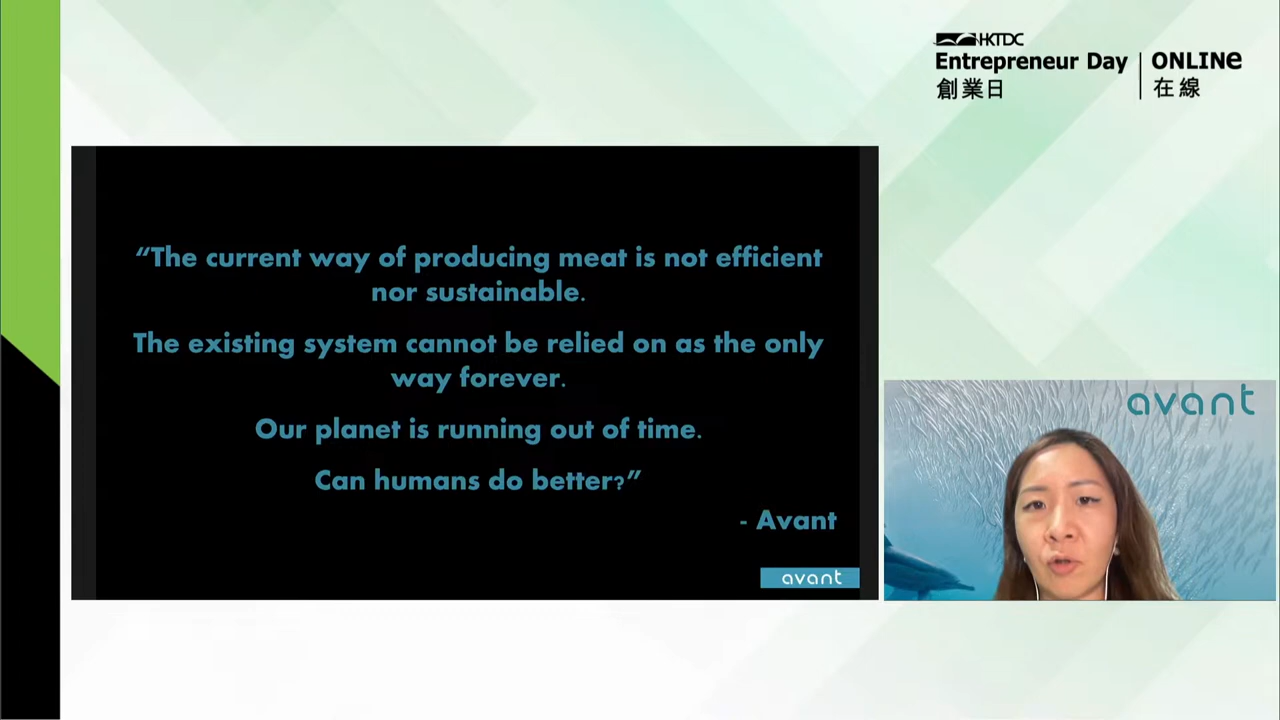 HKTDC
Entrepreneur Day
創業日
ONLINe
在線
“The current way of producing meat is not efficient
nor sustainable.
The existing system cannot be relied on as the only
way forever.
Our planet is running out of time.
Can humans do better?”
- Avant
avant
avant